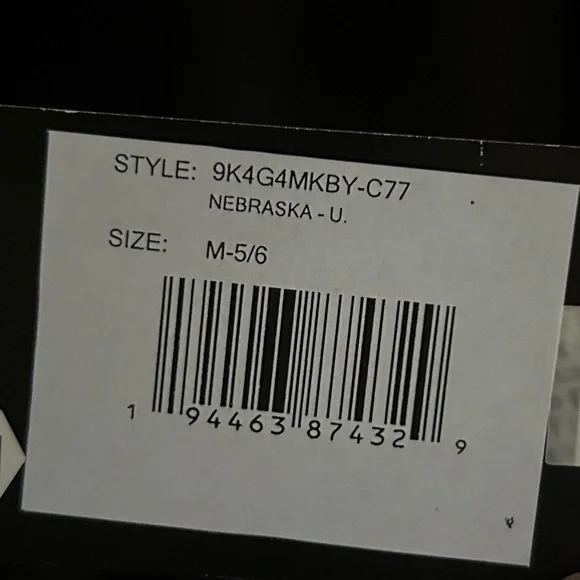 STYLE: 9K4G4MKBY-C77
NEBRASKA - U.
SIZE: M-5/6
1 94463 87432 9